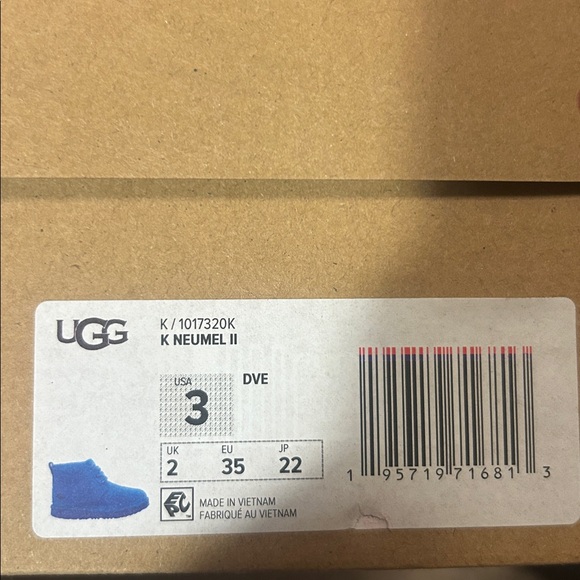 UGG
K / 1017320K
K NEUMEL II
USA
3
DVE
UK EU JP
2 35 22
1 95719 71681 3
MADE IN VIETNAM
FABRIQUÉ AU VIETNAM